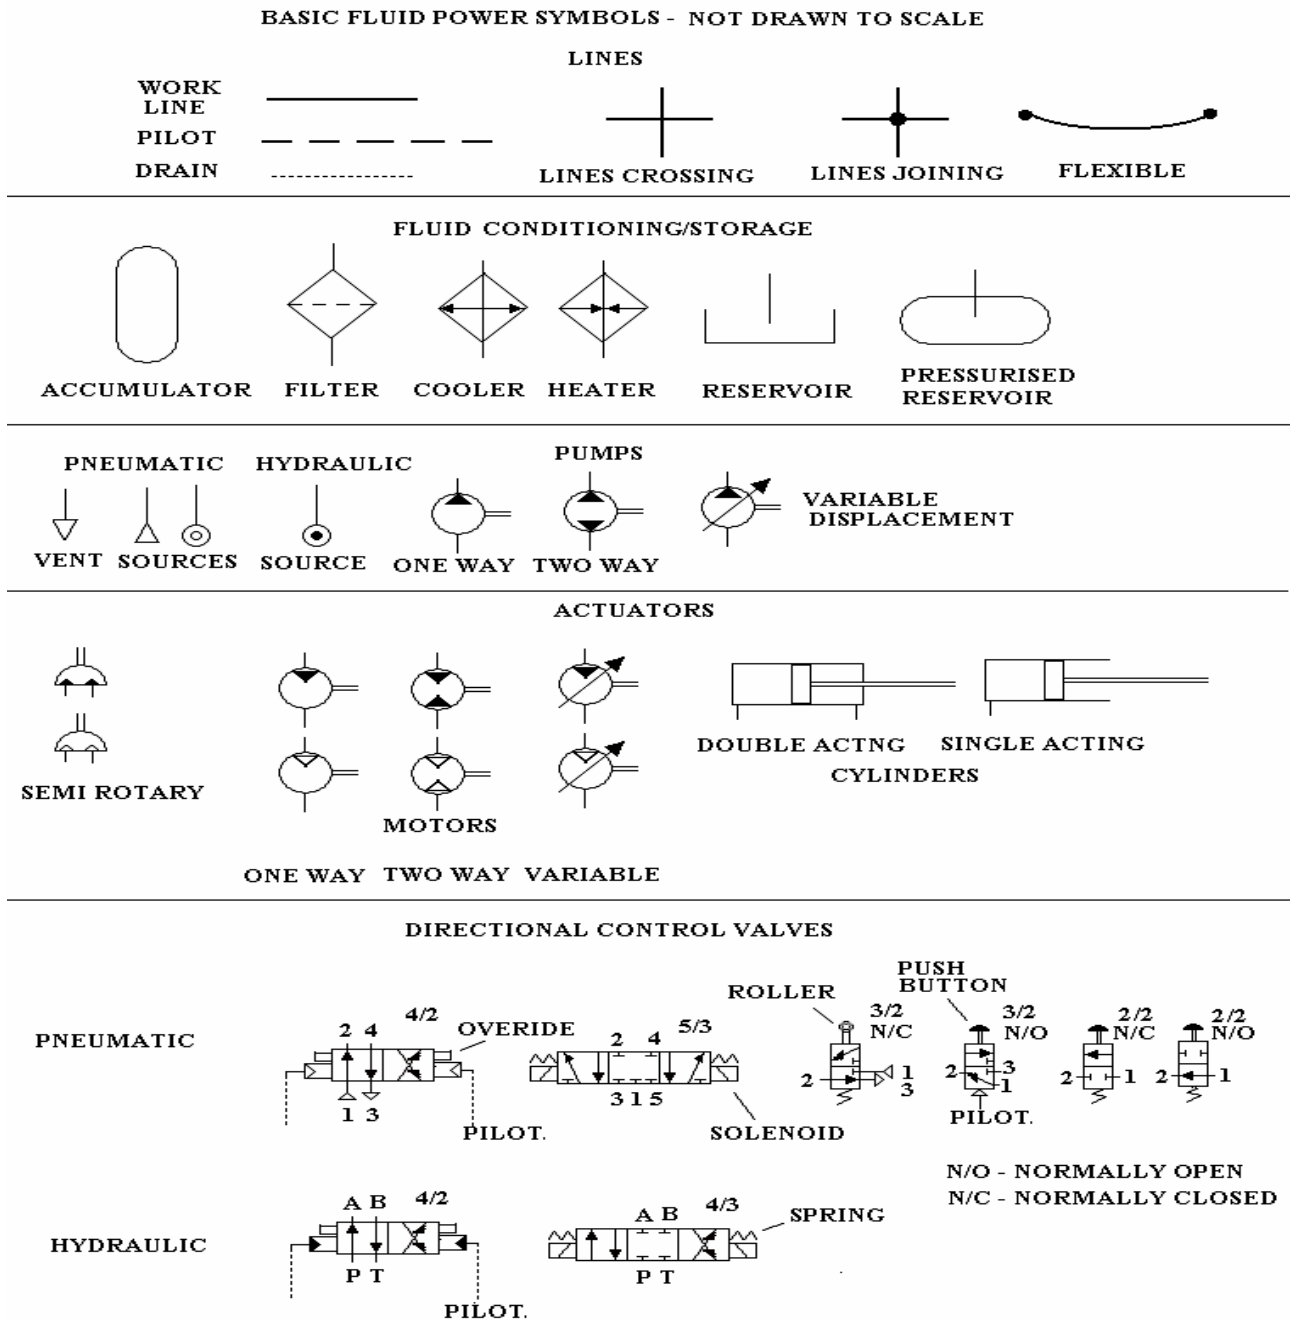 BASIC FLUID POWER SYMBOLS - NOT DRAWN TO SCALE
LINES
WORK
LINE
PILOT
DRAIN
LINES CROSSING
LINES JOINING
FLEXIBLE
FLUID CONDITIONING/STORAGE
ACCUMULATOR
FILTER
COOLER
HEATER
RESERVOIR
PRESSURISED
RESERVOIR
PNEUMATIC
HYDRAULIC
PUMPS
VARIABLE
DISPLACEMENT
VENT
SOURCES
SOURCE
ONE WAY
TWO WAY
ACTUATORS
DOUBLE ACTNG
SINGLE ACTING
CYLINDERS
SEMI ROTARY
MOTORS
ONE WAY
TWO WAY
VARIABLE
DIRECTIONAL CONTROL VALVES
PNEUMATIC
2 4
4/2
OVERIDE
1 3
PILOT.
2 4
5/3
3 1 5
SOLENOID
ROLLER
3/2
N/C
2
1
3
PUSH
BUTTON
3/2
N/O
2
3
1
PILOT.
2/2
N/C
2
1
2/2
N/O
2
1
N/O - NORMALLY OPEN
N/C - NORMALLY CLOSED
HYDRAULIC
A B
4/2
P T
PILOT.
A B
4/3
SPRING
P T